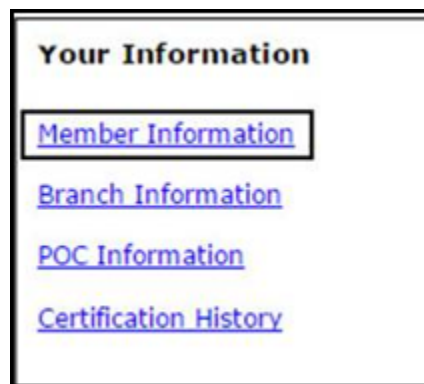 Your Information
Member Information
Branch Information
POC Information
Certification History